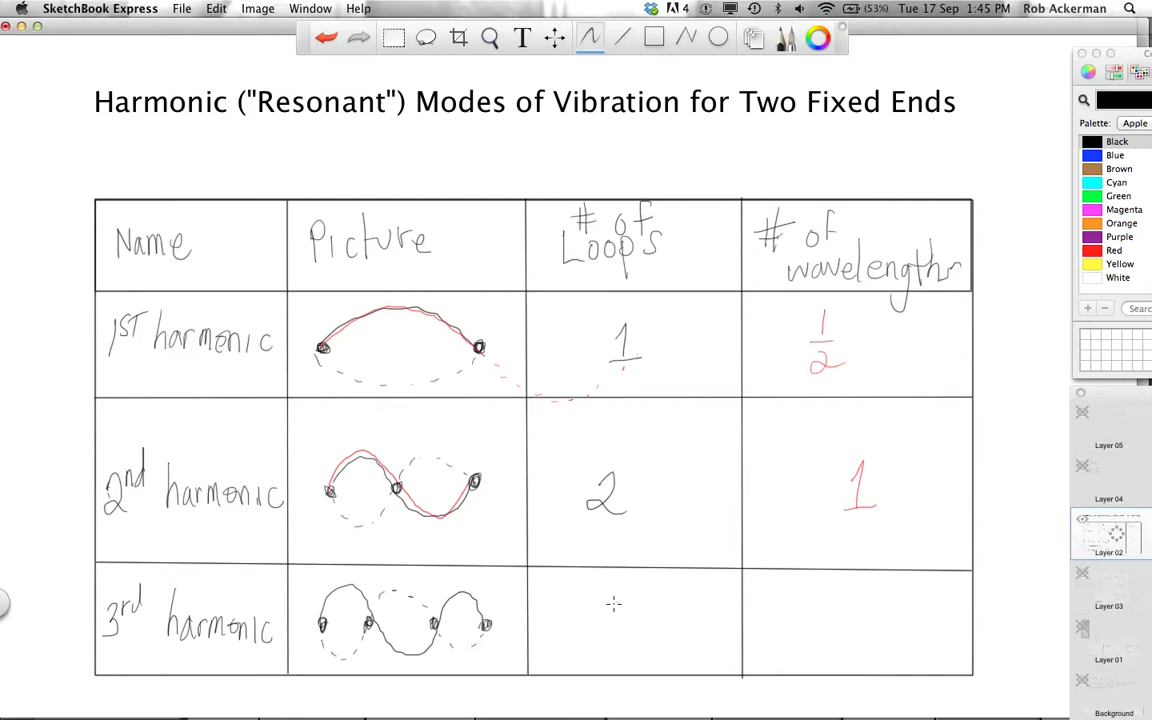 SketchBook Express File Edit Image Window Help 4 (53%) Tue 17 Sep 1:45 PM Rob Ackerman
T
Harmonic ("Resonant") Modes of Vibration for Two Fixed Ends
Palette: Apple
Black
Blue
Brown
Cyan
Green
Magenta
Orange
Purple
Red
Yellow
White
Name Picture # of Loops # of wavelengths
1ST harmonic 1 1/2
2nd harmonic 2 1
3rd harmonic
Layer 05
Layer 04
Layer 02
Layer 03
Layer 01
Background